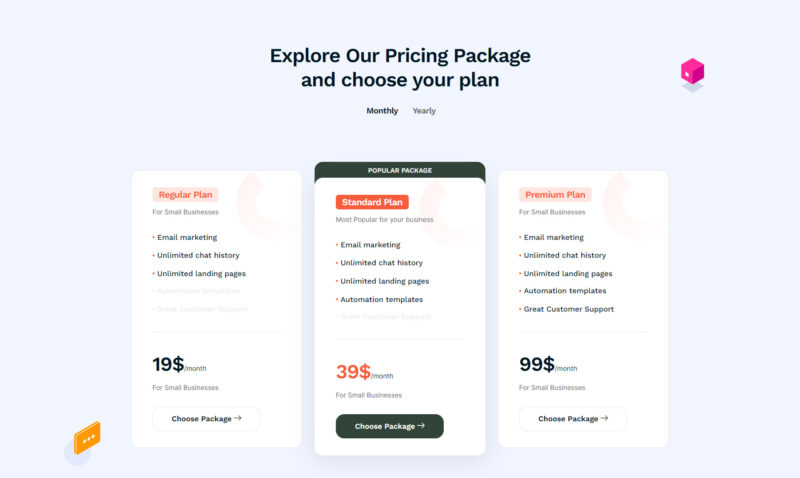 Explore Our Pricing Package
and choose your plan
Monthly Yearly
Regular Plan
For Small Businesses
• Email marketing
• Unlimited chat history
• Unlimited landing pages
• Automation templates
• Great Customer Support
19$/month
For Small Businesses
Choose Package →
POPULAR PACKAGE
Standard Plan
Most Popular for your business
• Email marketing
• Unlimited chat history
• Unlimited landing pages
• Automation templates
• Great Customer Support
39$/month
For Small Businesses
Choose Package →
Premium Plan
For Small Businesses
• Email marketing
• Unlimited chat history
• Unlimited landing pages
• Automation templates
• Great Customer Support
99$/month
For Small Businesses
Choose Package →